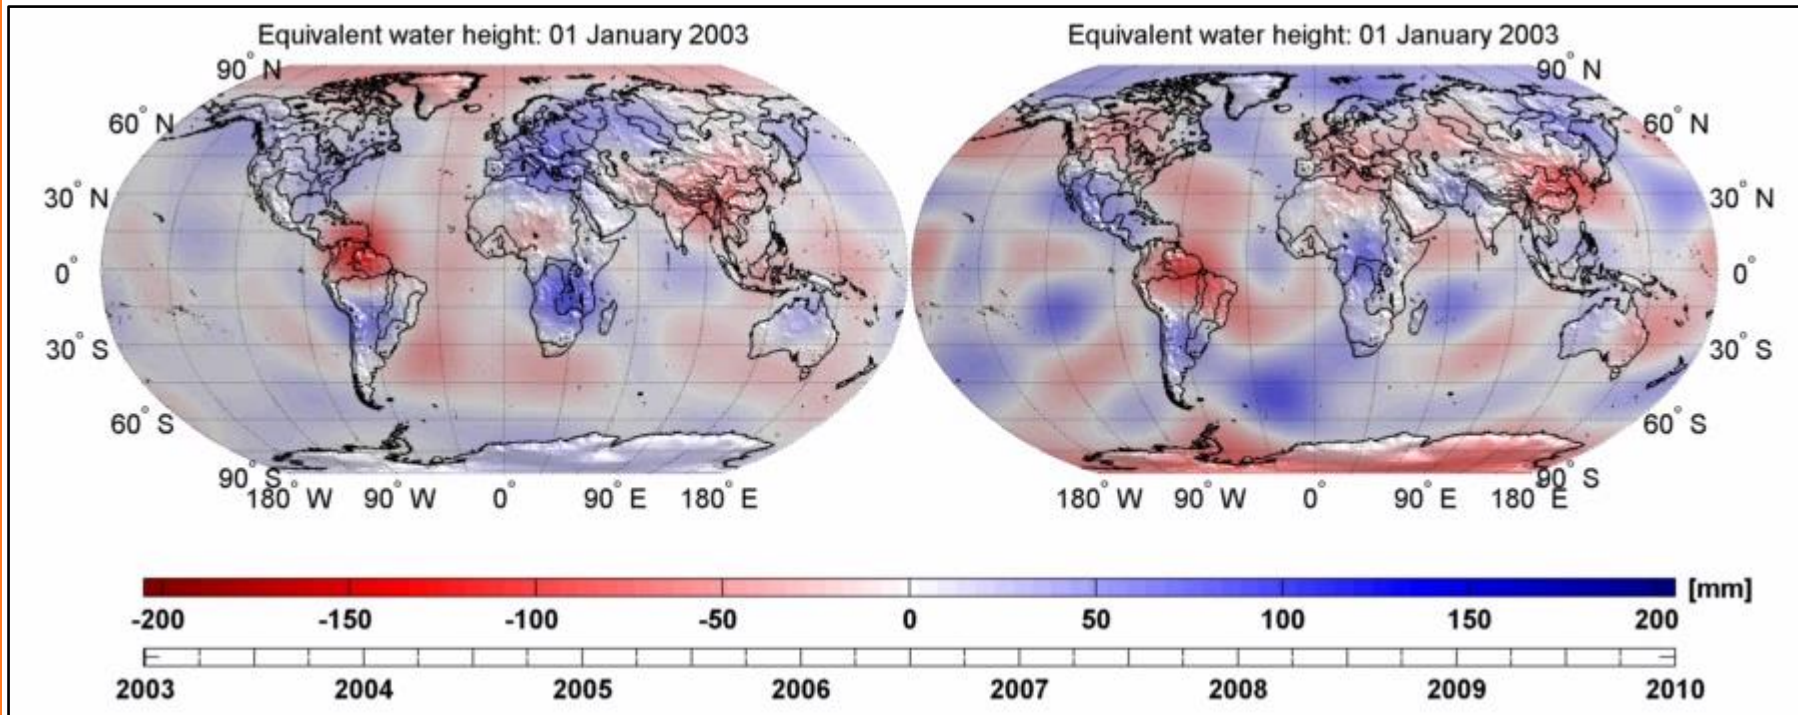 Equivalent water height: 01 January 2003
90° N
60° N
30° N
0°
30° S
60° S
90° S
180° W 90° W 0° 90° E 180° E
Equivalent water height: 01 January 2003
90° N
60° N
30° N
0°
30° S
60° S
90° S
180° W 90° W 0° 90° E 180° E
[mm]
-200 -150 -100 -50 0 50 100 150 200
2003 2004 2005 2006 2007 2008 2009 2010